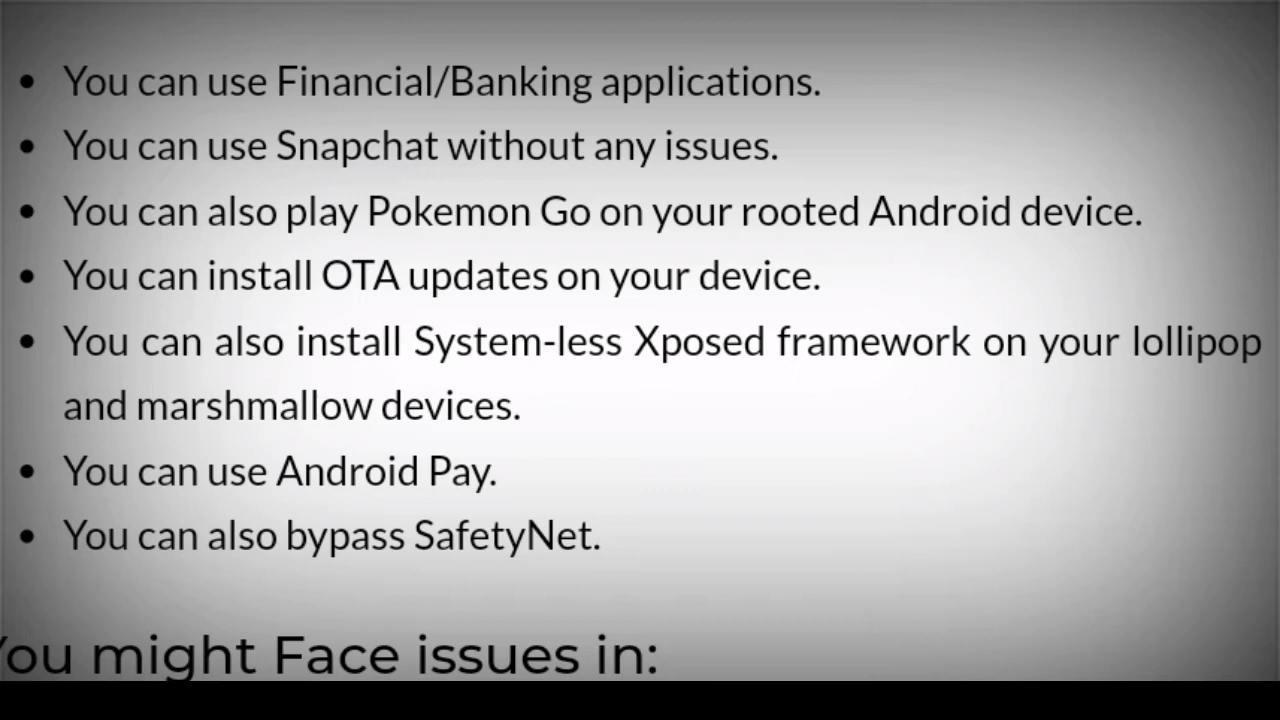 • You can use Financial/Banking applications.
• You can use Snapchat without any issues.
• You can also play Pokemon Go on your rooted Android device.
• You can install OTA updates on your device.
• You can also install System-less Xposed framework on your lollipop
and marshmallow devices.
• You can use Android Pay.
• You can also bypass SafetyNet.
You might Face issues in: